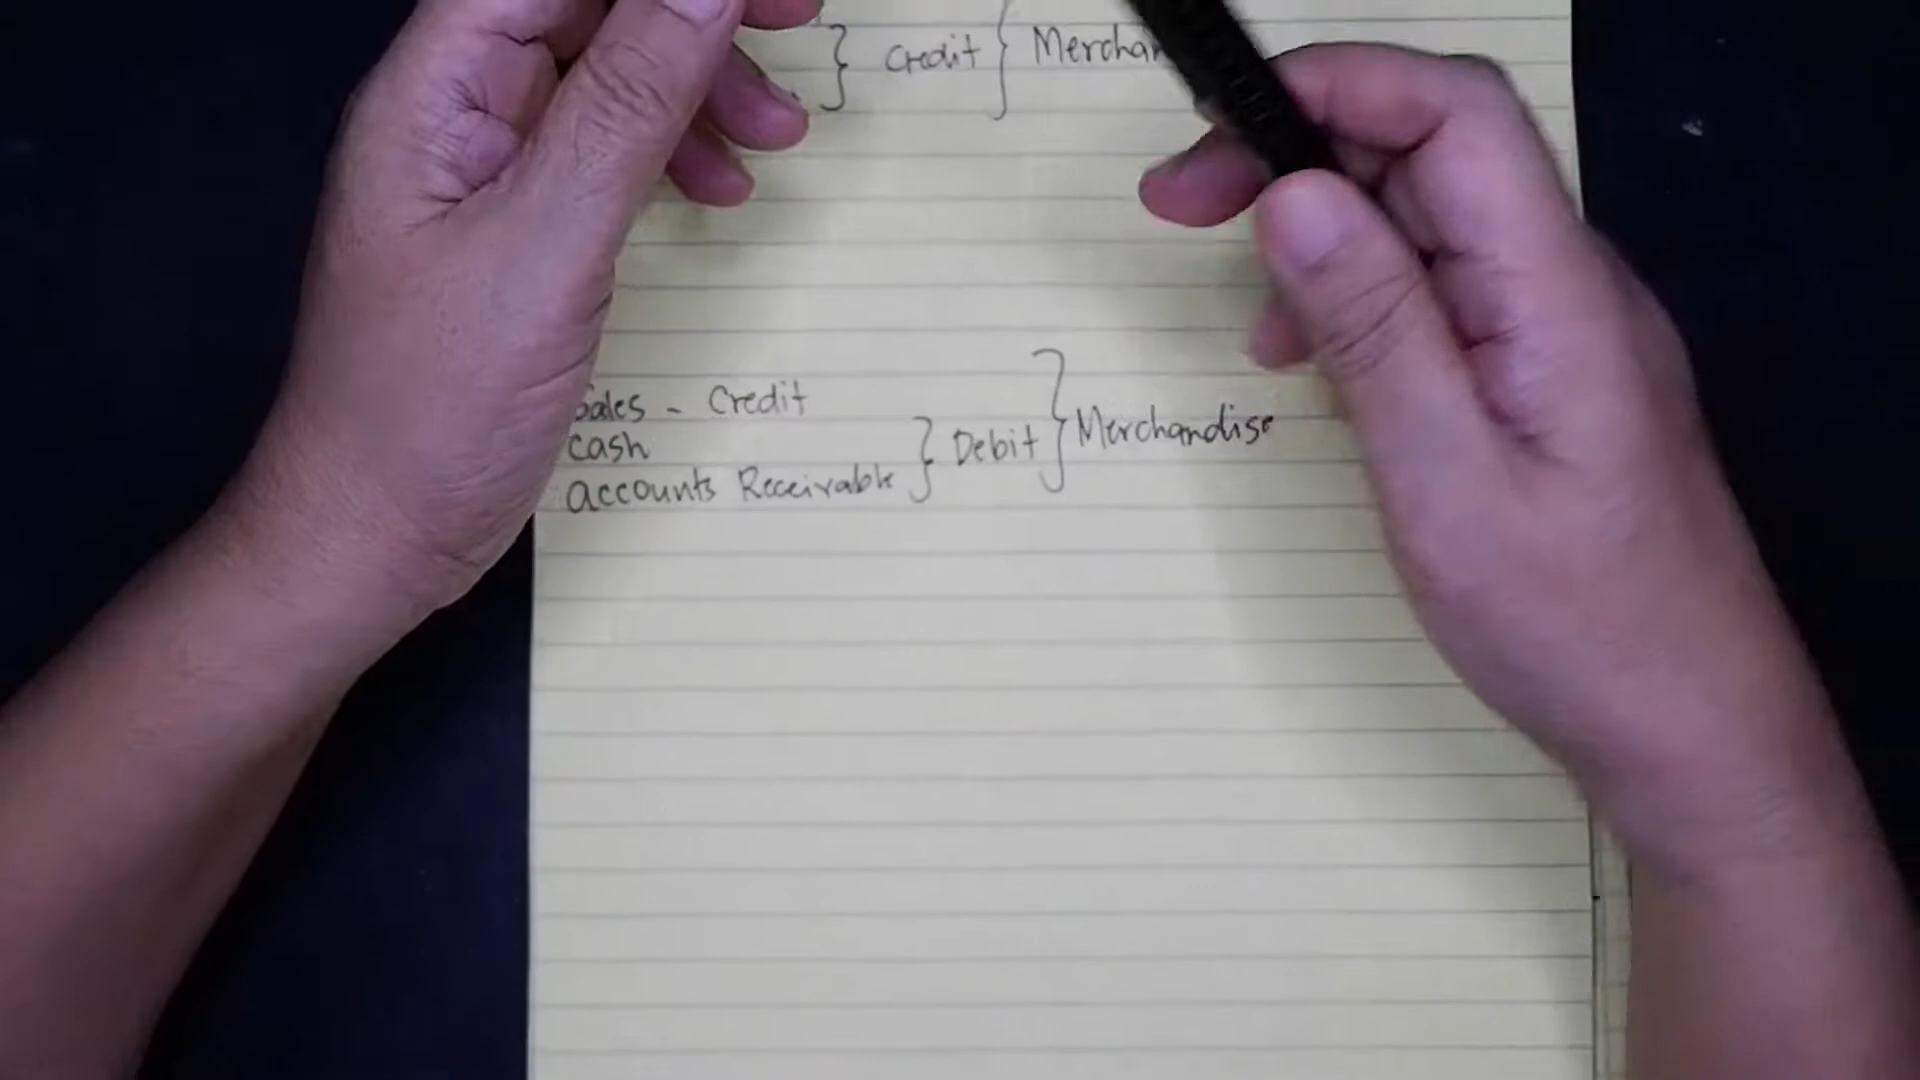 } Credit } Merchan
Sales - Credit
cash
accounts Receivable } Debit } Merchandise